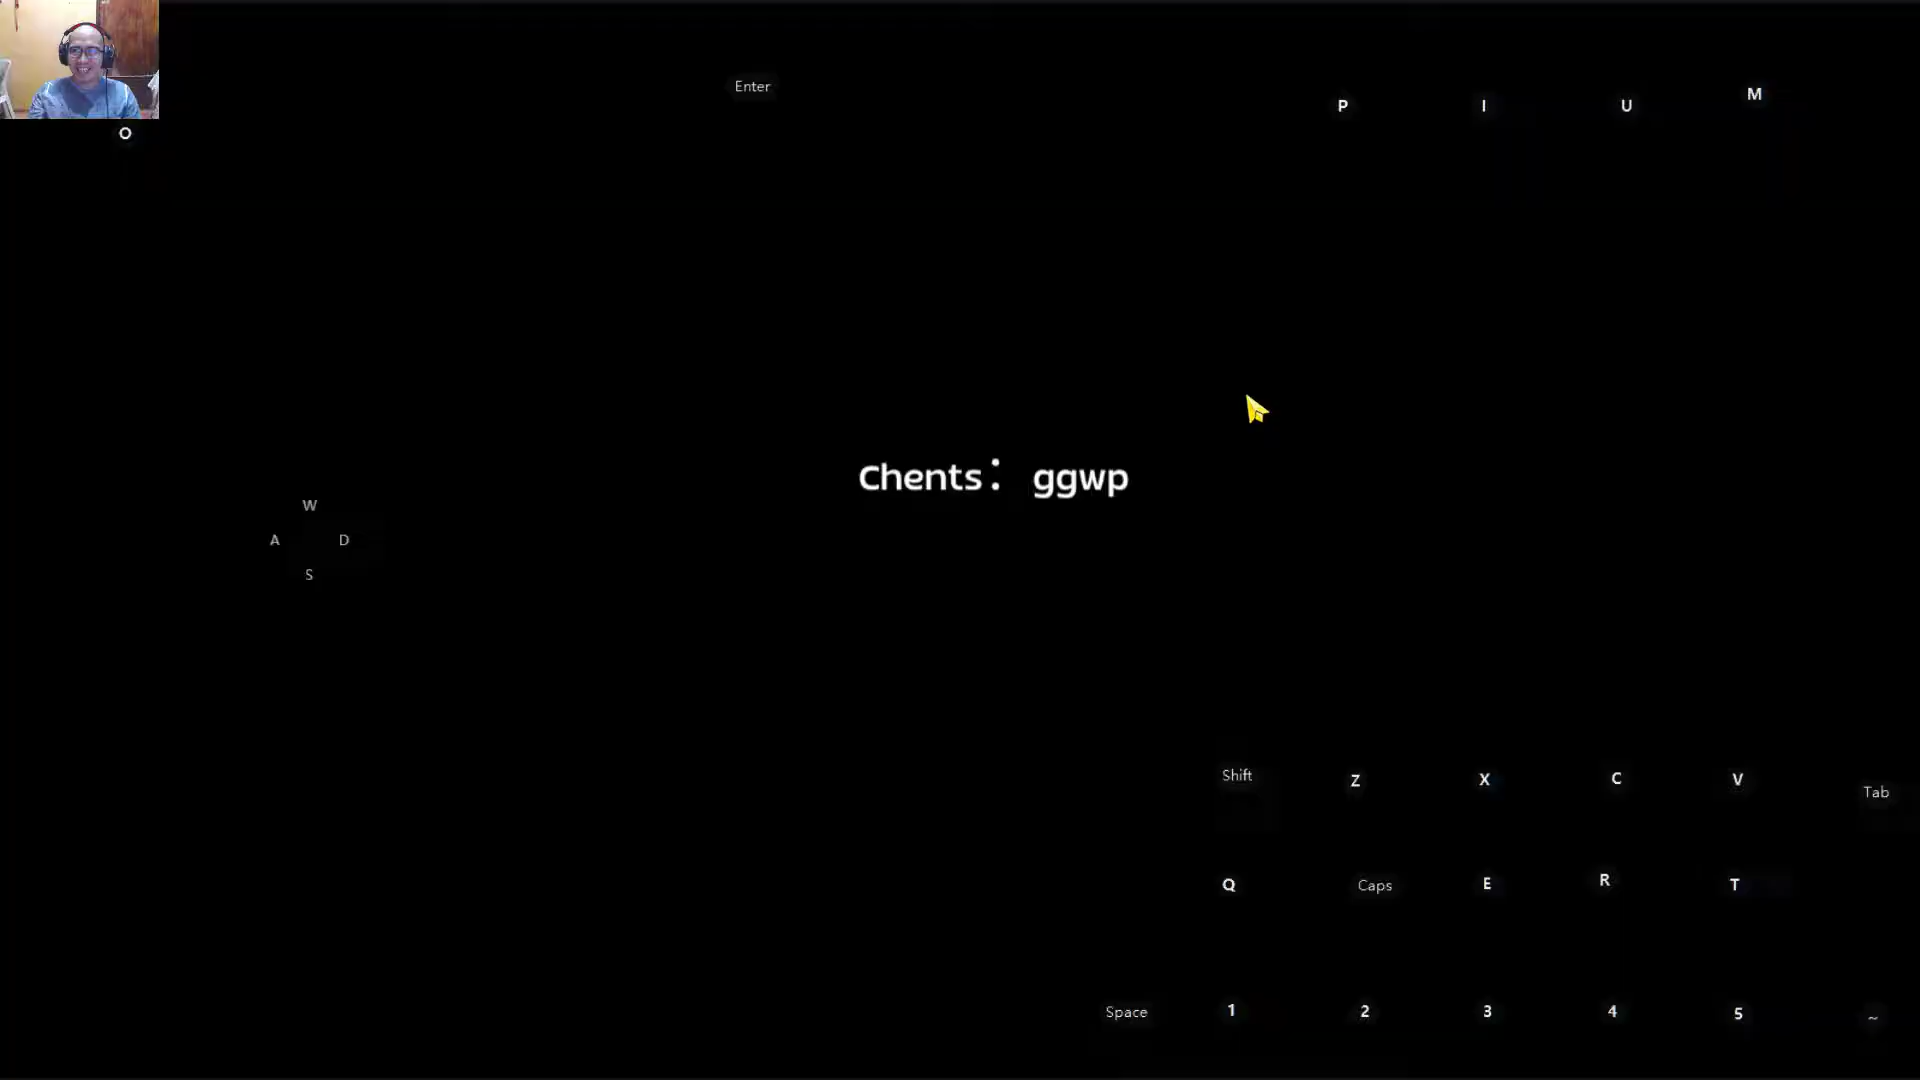 Enter
P I U M
O
Chents: ggwp
W
A D
S
Shift Z X C V Tab
Q Caps E R T
Space 1 2 3 4 5 ~